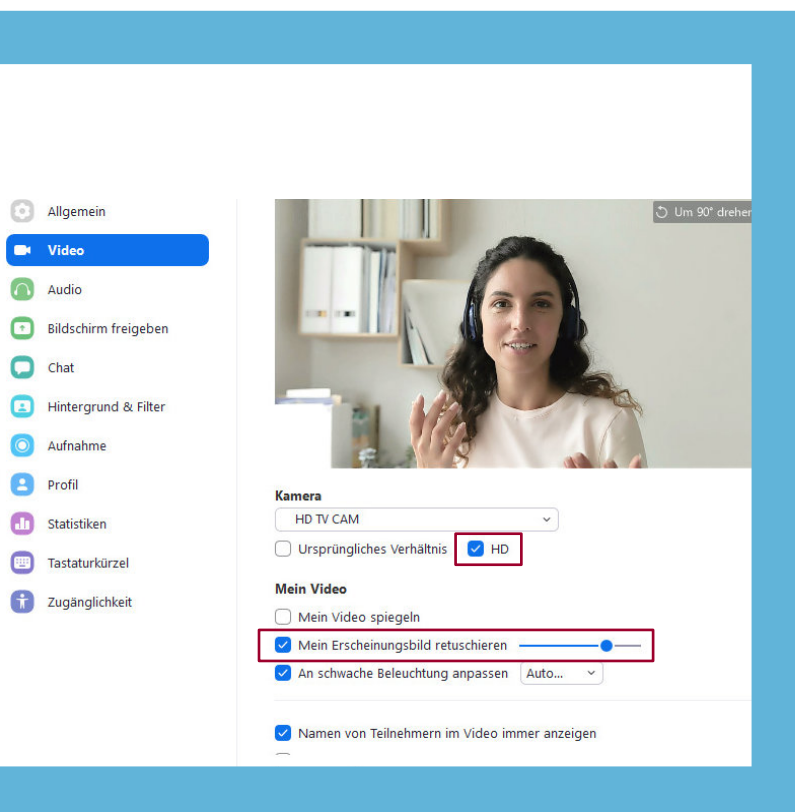 Um 90° drehen
Allgemein
Video
Audio
Bildschirm freigeben
Chat
Hintergrund & Filter
Aufnahme
Profil
Statistiken
Tastaturkürzel
Zugänglichkeit
Kamera
HD TV CAM
Ursprüngliches Verhältnis HD
Mein Video
Mein Video spiegeln
Mein Erscheinungsbild retuschieren
An schwache Beleuchtung anpassen Auto...
Namen von Teilnehmern im Video immer anzeigen